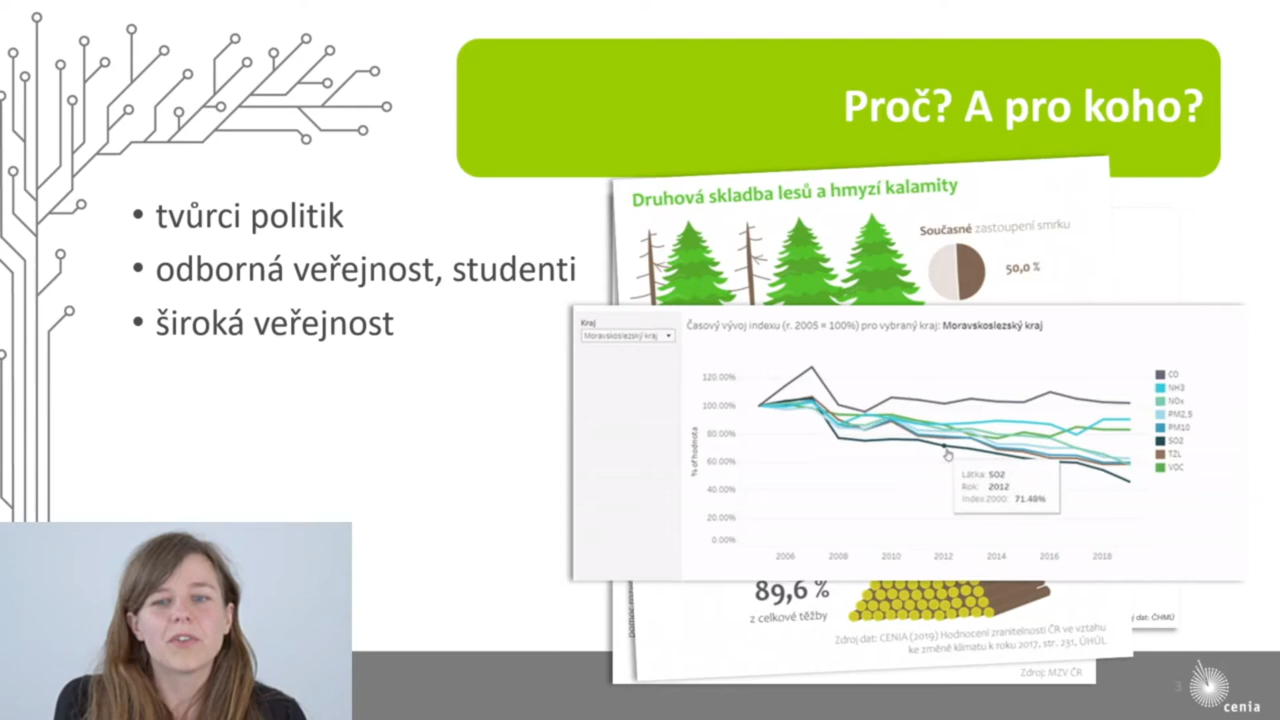 Proč? A pro koho?
• tvůrci politik
• odborná veřejnost, studenti
• široká veřejnost
Druhová skladba lesů a hmyzí kalamity
Současné zastoupení smrku
50,0 %
Kraj
Moravskoslezský kraj
Časový vývoj indexu (r. 2005 = 100%) pro vybraný kraj: Moravskoslezský kraj
% of hodnota
120.00%
100.00%
80.00%
60.00%
40.00%
20.00%
0.00%
2006 2008 2010 2012 2014 2016 2018
CO
NH3
NOx
PM2,5
PM10
SO2
TZL
VOC
Látka: SO2
Rok: 2012
Index 2000: 71.48%
89,6 %
z celkové těžby
dat: ČHMÚ
Zdroj dat: CENIA (2019) Hodnocení zranitelnosti ČR ve vztahu
ke změně klimatu k roku 2017, str. 231, ÚHÚL
Zdroj: MZV ČR
3
cenia